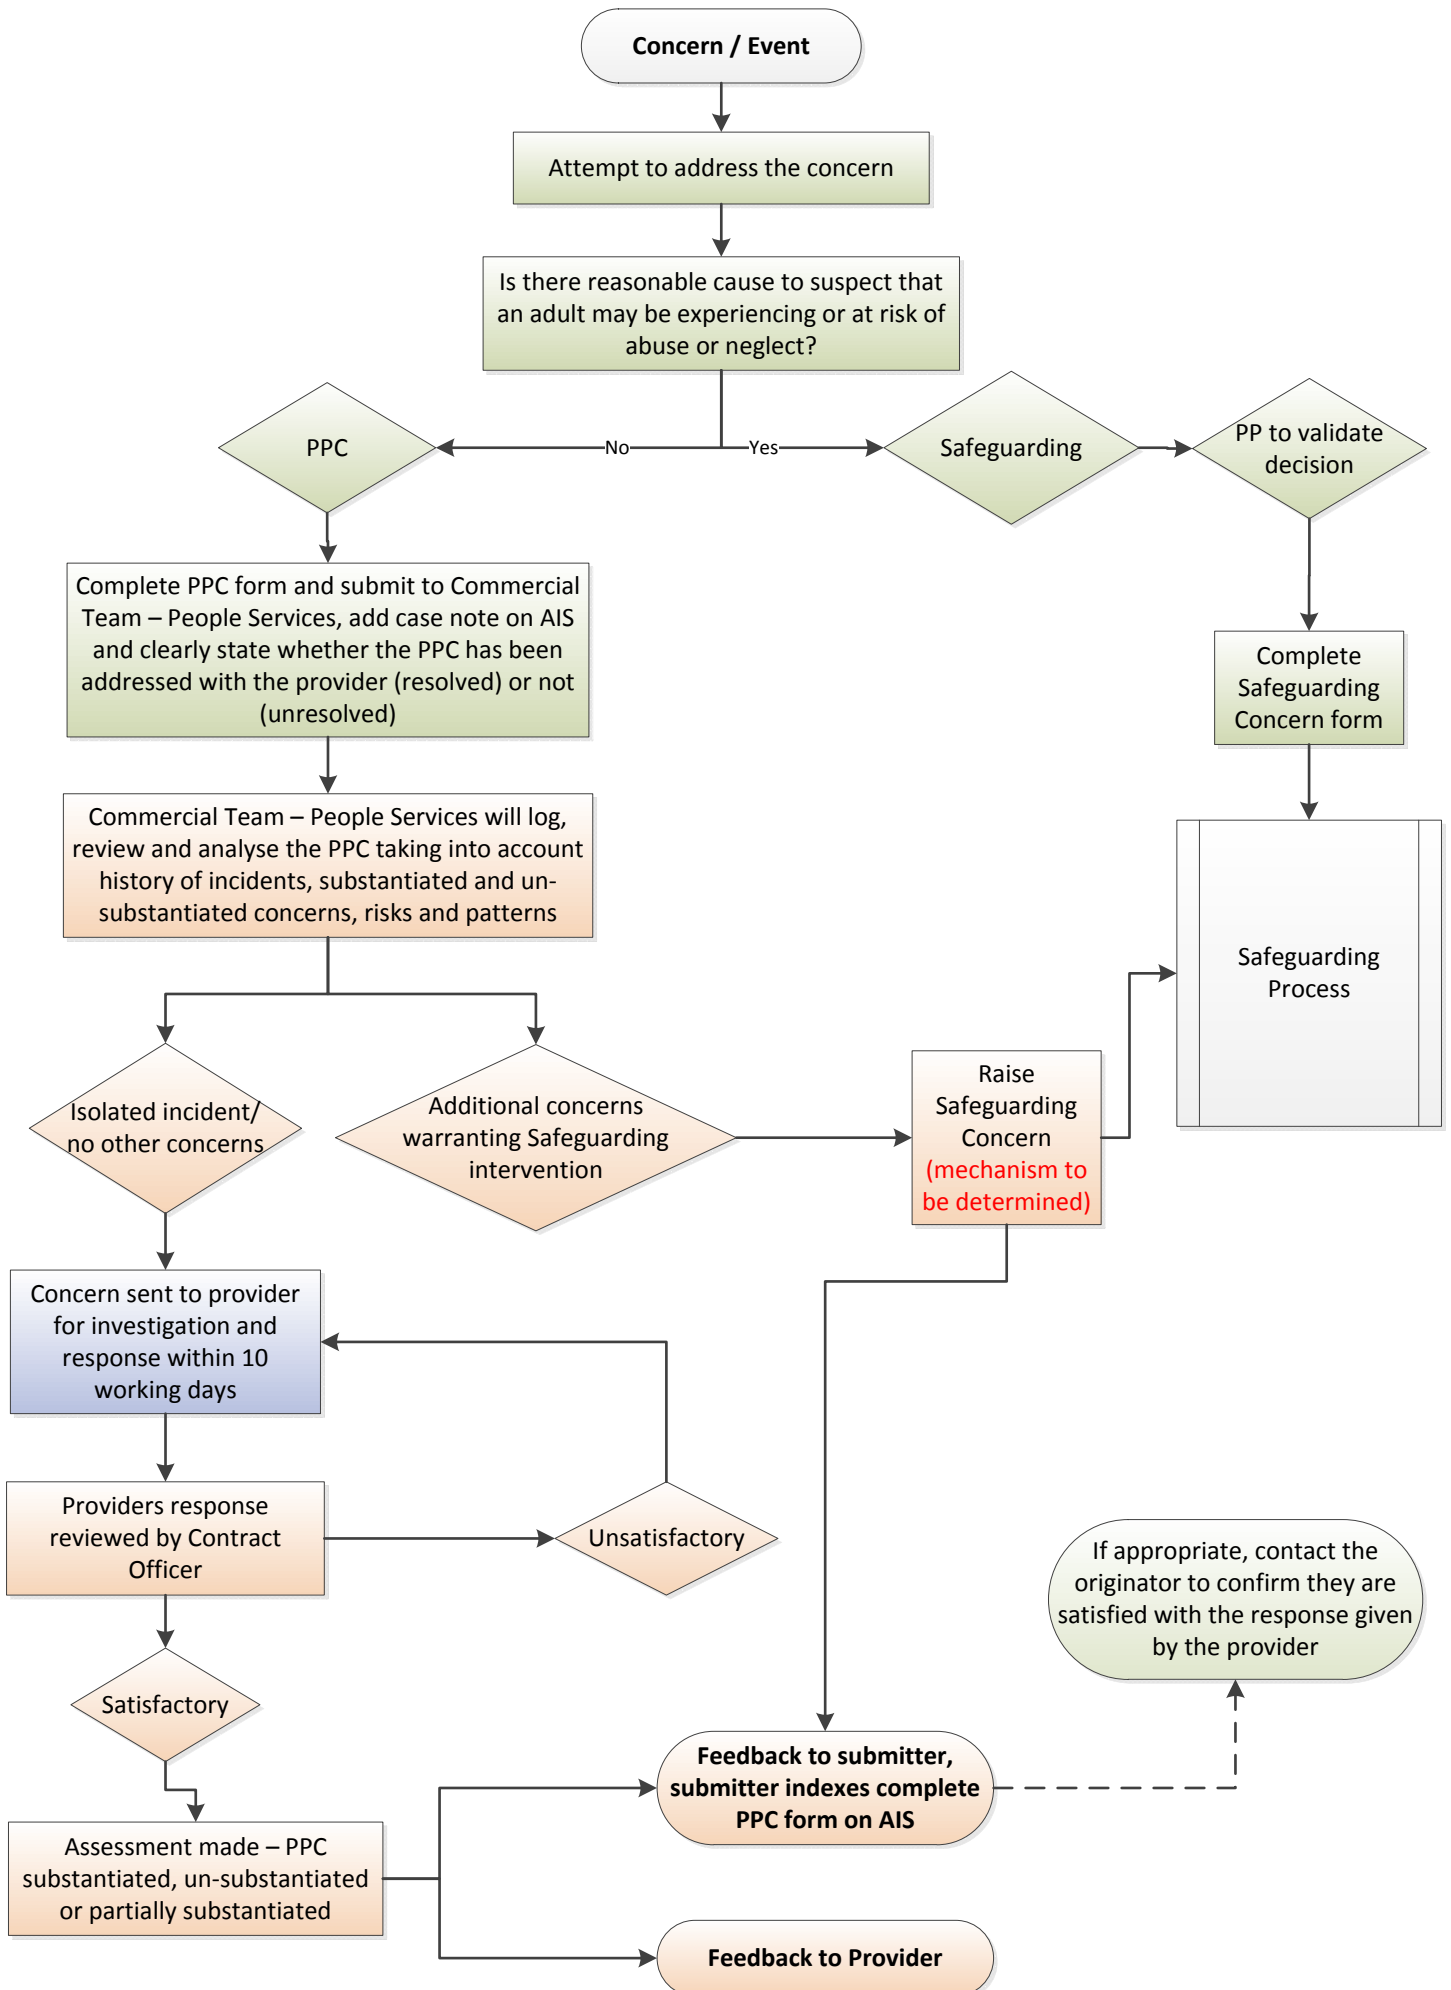 Concern / Event
Attempt to address the concern
Is there reasonable cause to suspect that
an adult may be experiencing or at risk of
abuse or neglect?
PPC
No
Yes
Safeguarding
PP to validate
decision
Complete PPC form and submit to Commercial
Team – People Services, add case note on AIS
and clearly state whether the PPC has been
addressed with the provider (resolved) or not
(unresolved)
Complete
Safeguarding
Concern form
Commercial Team – People Services will log,
review and analyse the PPC taking into account
history of incidents, substantiated and un-
substantiated concerns, risks and patterns
Safeguarding
Process
Isolated incident/
no other concerns
Additional concerns
warranting Safeguarding
intervention
Raise
Safeguarding
Concern
(mechanism to
be determined)
Concern sent to provider
for investigation and
response within 10
working days
Providers response
reviewed by Contract
Officer
Unsatisfactory
If appropriate, contact the
originator to confirm they are
satisfied with the response given
by the provider
Satisfactory
Feedback to submitter,
submitter indexes complete
PPC form on AIS
Assessment made – PPC
substantiated, un-substantiated
or partially substantiated
Feedback to Provider